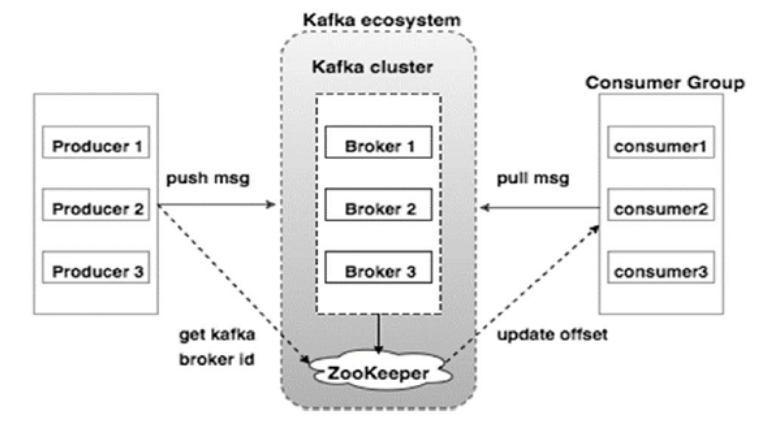 Kafka ecosystem
Kafka cluster
Consumer Group
Producer 1
Producer 2
Producer 3
push msg
Broker 1
Broker 2
Broker 3
pull msg
consumer1
consumer2
consumer3
get kafka
broker id
ZooKeeper
update offset